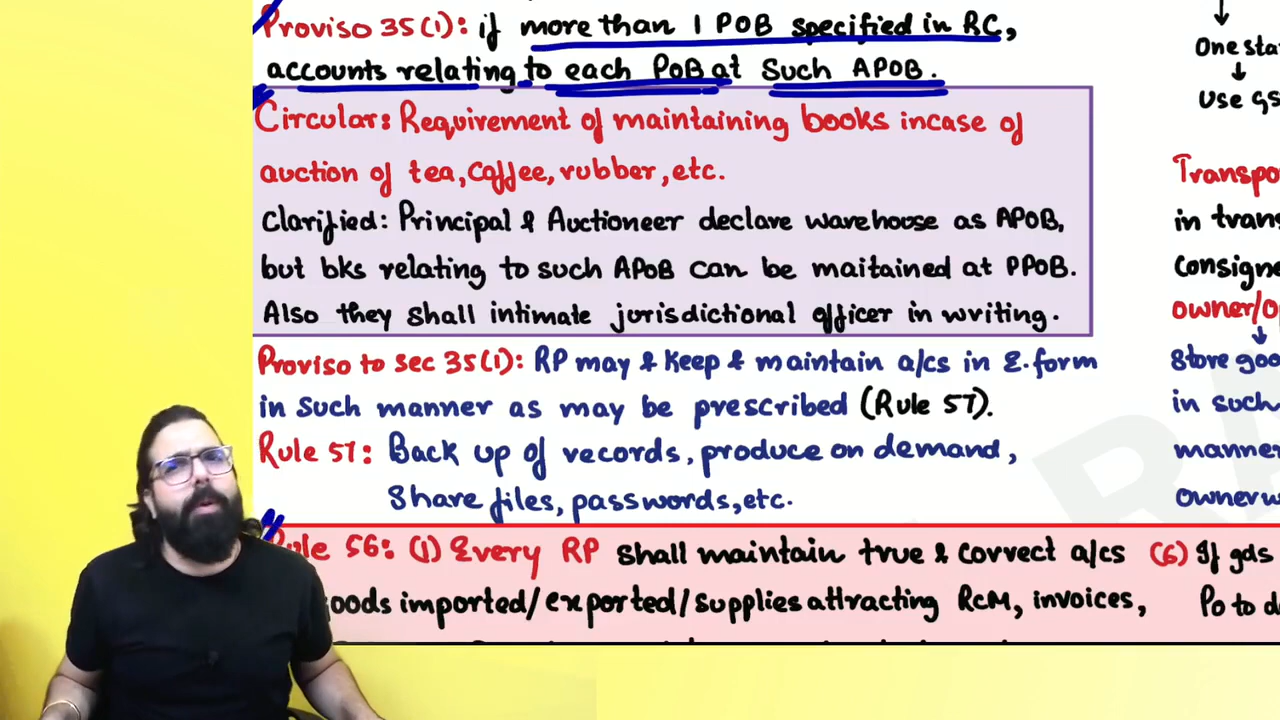 Proviso 35(1): if more than 1 POB specified in RC,
accounts relating to each PoB at such APOB.
Circular: Requirement of maintaining books incase of
auction of tea, Coffee, rubber, etc.
Clarified: Principal & Auctioneer declare warehouse as APOB,
but bks relating to such APoB can be maitained at PPoB.
Also they shall intimate jurisdictional officer in writing.
Proviso to sec 35(1): RP may & Keep & maintain a/cs in E.form
in such manner as may be prescribed (Rule 57).
Rule 57: Back up of records, produce on demand,
Share files, passwords, etc.
Rule 56: (1) Every RP shall maintain true & correct a/cs
goods imported/exported/supplies attracting RCM, invoices,
One sta
Use GS
Transpo
in trans
Consigne
owner/o
Store goo
in such
manner
owner w
(6) If gds
Po to d